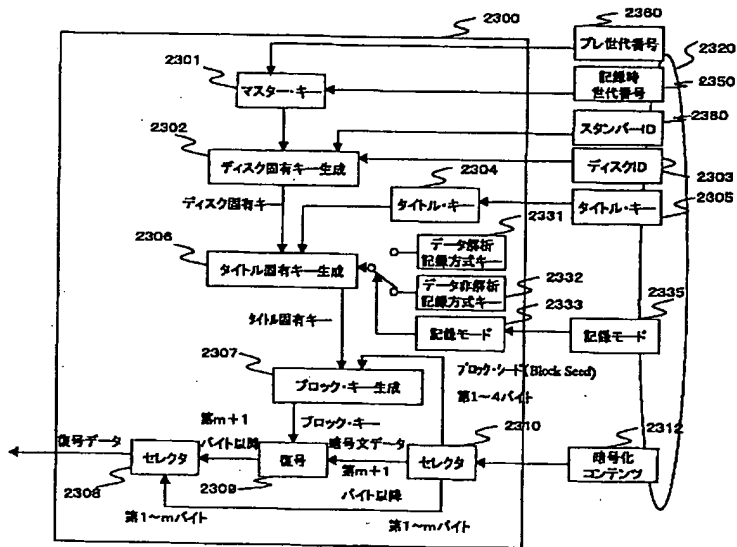 2300
2360
プレ世代番号
2320
2301
マスター・キー
記録時
世代番号
2350
2380
スタンパーID
2302
ディスク固有キー生成
ディスクID
2303
ディスク固有キー
2304
タイトル・キー
タイトル・キー
2305
2306
タイトル固有キー生成
2331
データ解析
記録方式キー
2332
データ非解析
記録方式キー
2333
タイトル固有キー
記録モード
2335
記録モード
2307
ブロック・キー生成
ブロック・シード(Block Seed)
第1~4バイト
ブロック・キー
2310
2312
復号データ
セレクタ
2308
第m+1
バイト以降
復号
2309
暗号文データ
第m+1
バイト以降
セレクタ
暗号化
コンテンツ
第1~mバイト
第1~mバイト